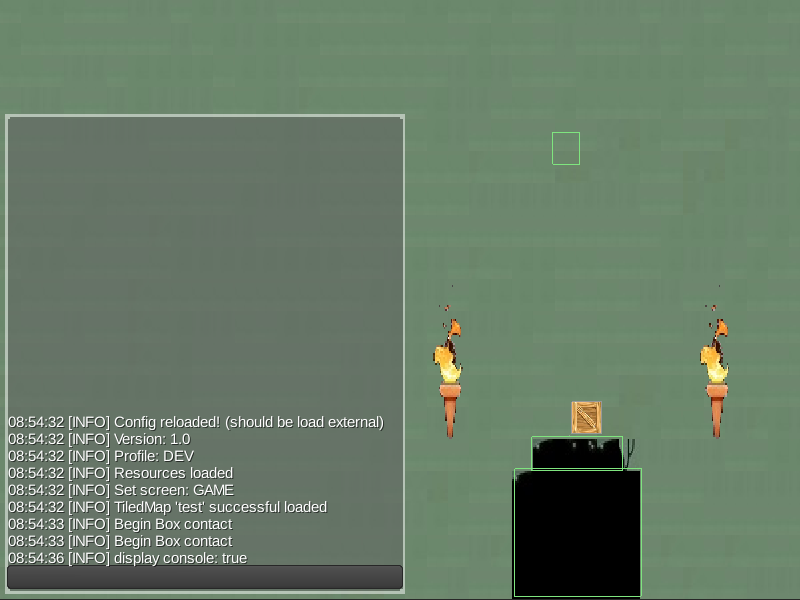 08:54:32 [INFO] Config reloaded! (should be load external)
08:54:32 [INFO] Version: 1.0
08:54:32 [INFO] Profile: DEV
08:54:32 [INFO] Resources loaded
08:54:32 [INFO] Set screen: GAME
08:54:32 [INFO] TiledMap 'test' successful loaded
08:54:33 [INFO] Begin Box contact
08:54:33 [INFO] Begin Box contact
08:54:36 [INFO] display console: true